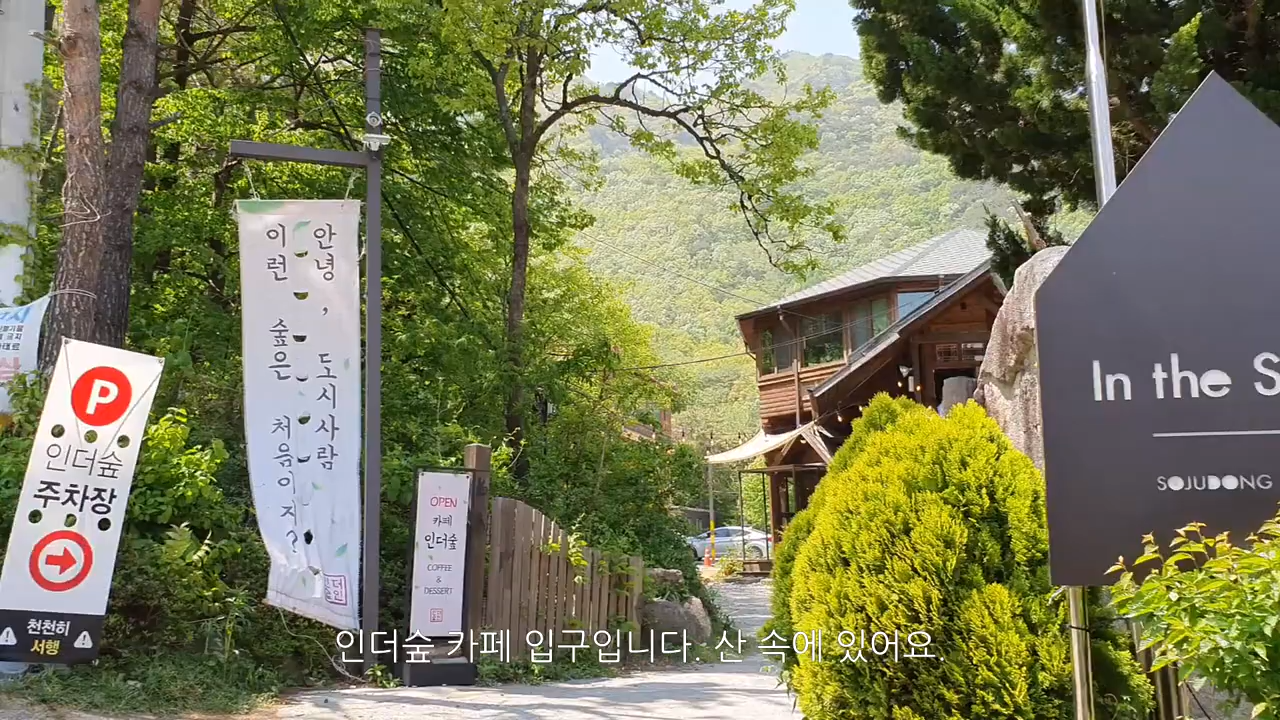 P
인더숲
주차장
천천히
서행
안녕, 도시사람
이런 숲은 처음이지?
OPEN
카페
인더숲
COFFEE
&
DESSERT
In the S
SOJUDONG
인더숲 카페 입구입니다. 산 속에 있어요.